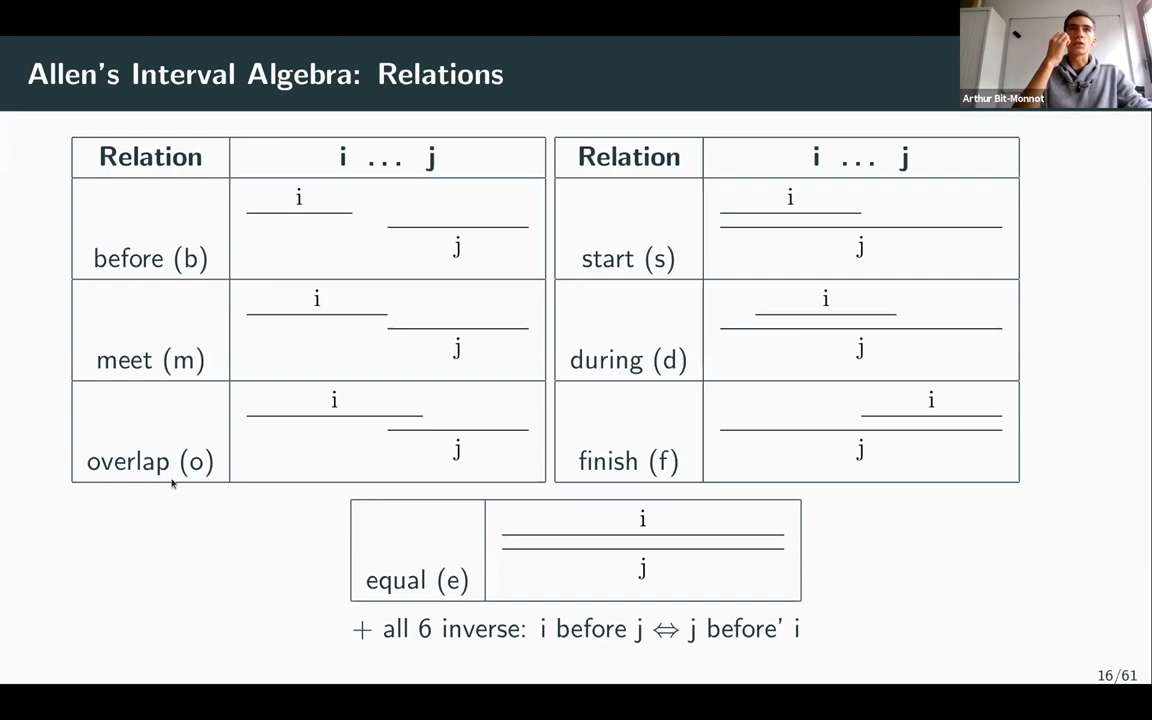 Allen's Interval Algebra: Relations
Arthur Bit-Monnot
Relation i ... j
before (b) i j
meet (m) i j
overlap (o) i j
Relation i ... j
start (s) i j
during (d) i j
finish (f) i j
equal (e) i j
+ all 6 inverse: i before j ⇔ j before' i
16/61